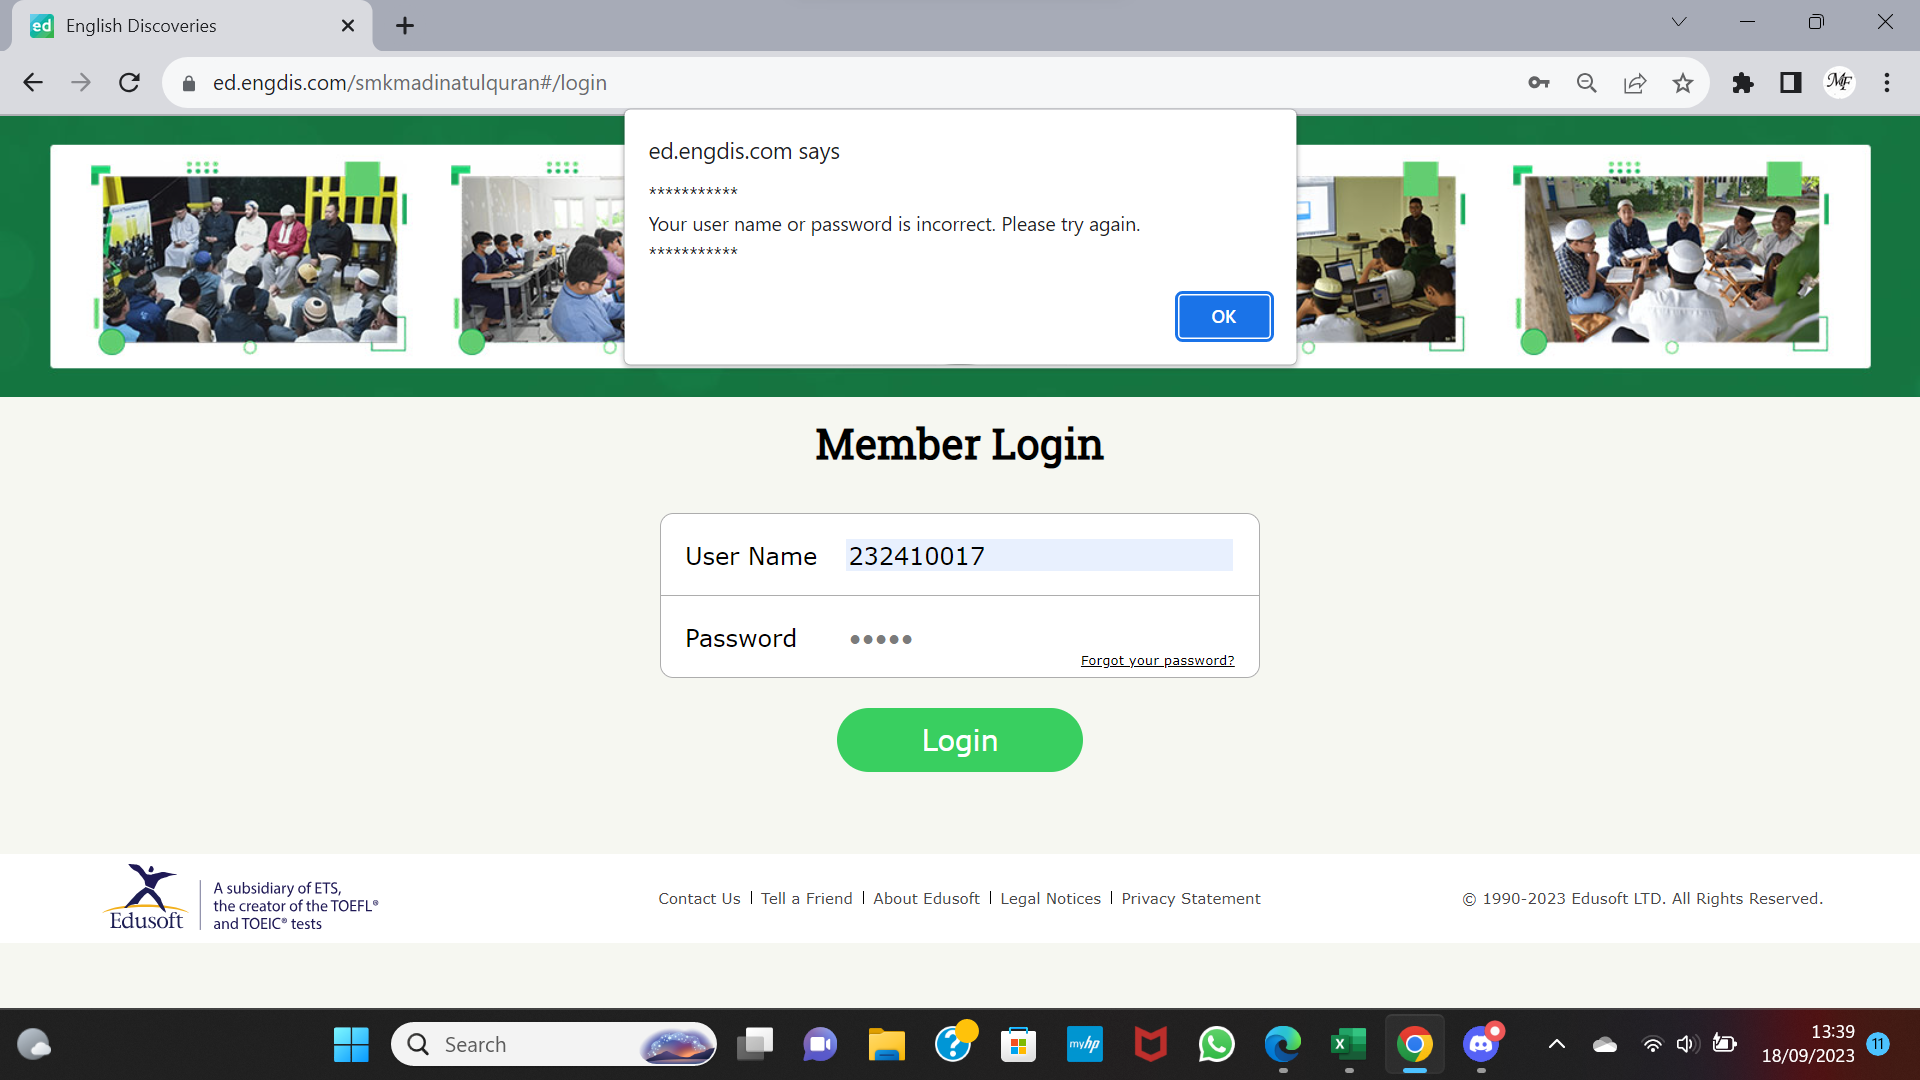 ed English Discoveries
ed.engdis.com/smkmadinatulquran#/login
MF
ed.engdis.com says
***********
Your user name or password is incorrect. Please try again.
***********
OK
Member Login
User Name 232410017
Password •••••
Forgot your password?
Login
Edusoft
A subsidiary of ETS,
the creator of the TOEFL®
and TOEIC® tests
Contact Us | Tell a Friend | About Edusoft | Legal Notices | Privacy Statement
© 1990-2023 Edusoft LTD. All Rights Reserved.
Search
myhp
13:39
18/09/2023
11